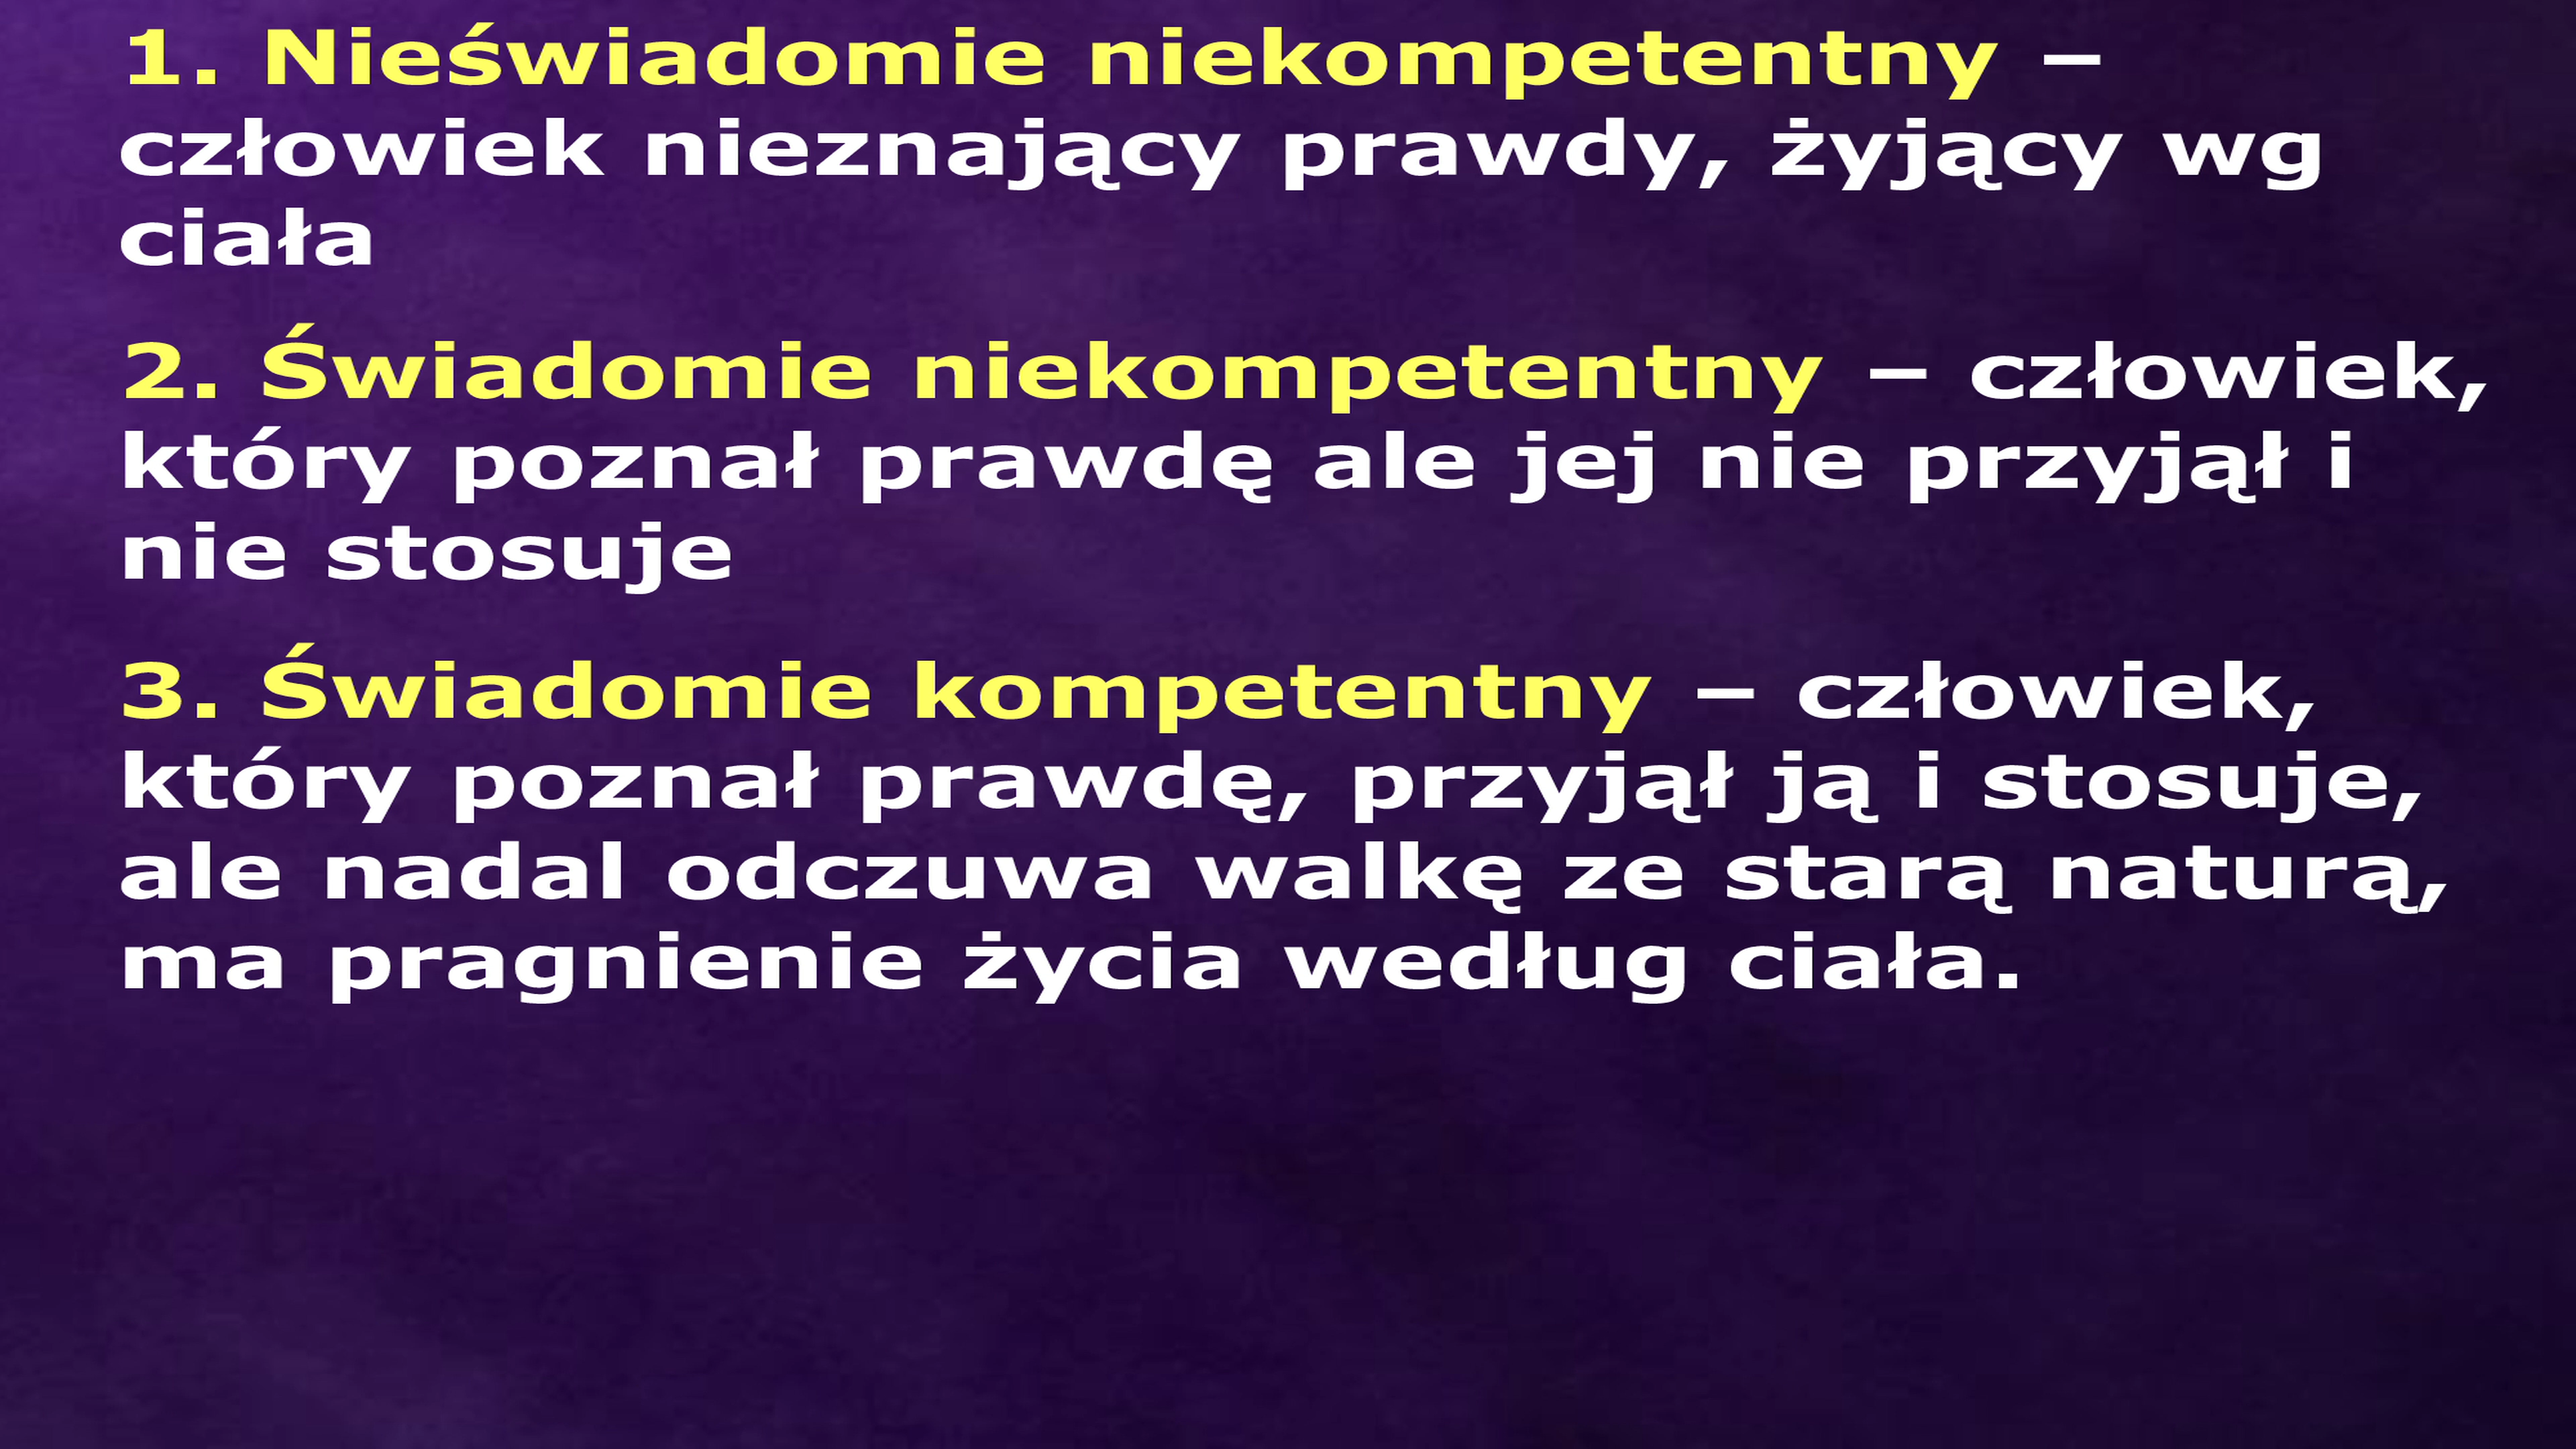 1. Nieświadomie niekompetentny –
człowiek nieznający prawdy, żyjący wg
ciała
2. Świadomie niekompetentny – człowiek,
który poznał prawdę ale jej nie przyjął i
nie stosuje
3. Świadomie kompetentny – człowiek,
który poznał prawdę, przyjął ją i stosuje,
ale nadal odczuwa walkę ze starą naturą,
ma pragnienie życia według ciała.